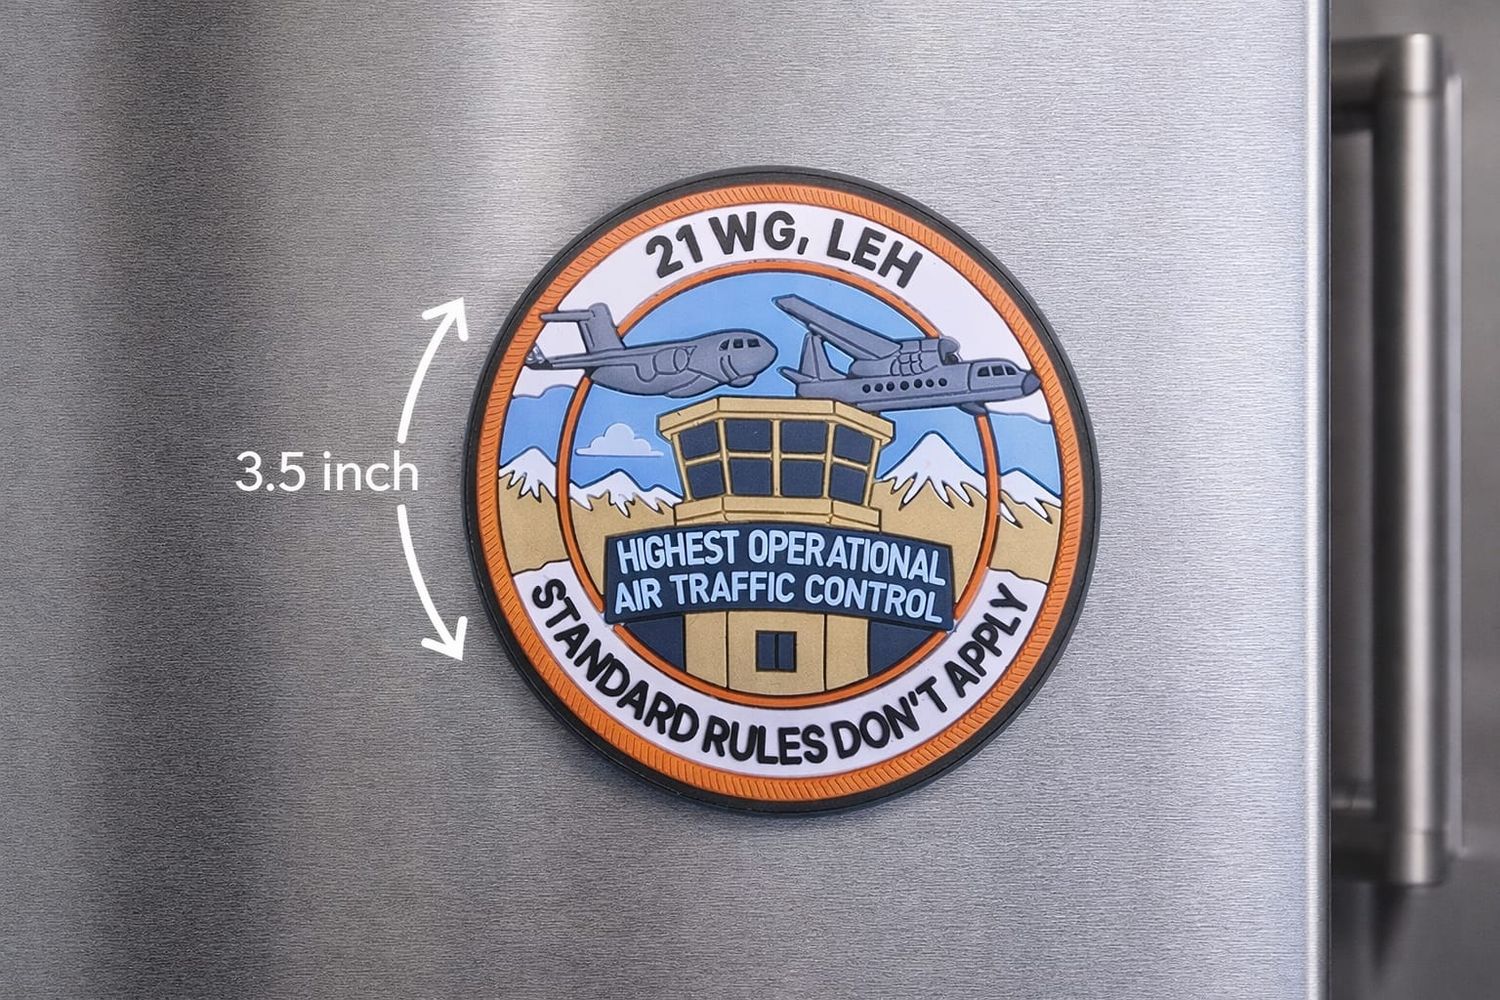 21 WG, LEH
3.5 inch
HIGHEST OPERATIONAL
AIR TRAFFIC CONTROL
STANDARD RULES DON'T APPLY